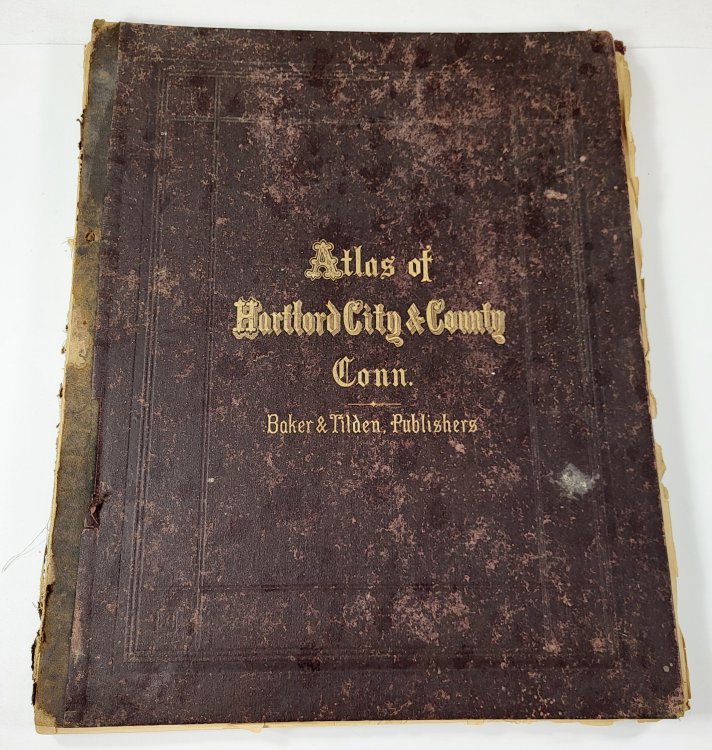 Atlas of
Hartford City & County
Conn.
Baker & Tilden, Publishers